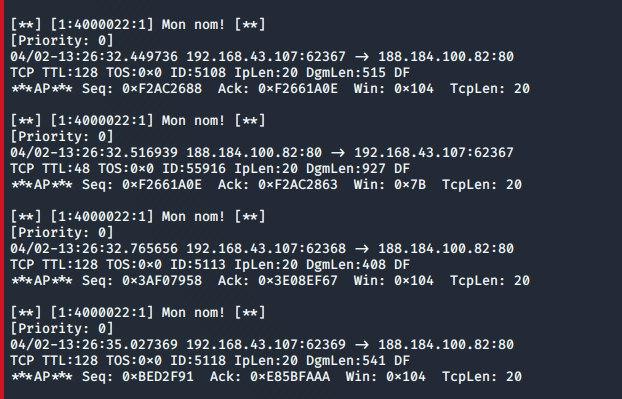 [**] [1:4000022:1] Mon nom! [**]
[Priority: 0]
04/02-13:26:32.449736 192.168.43.107:62367 -> 188.184.100.82:80
TCP TTL:128 TOS:0x0 ID:5108 IpLen:20 DgmLen:515 DF
***AP*** Seq: 0xF2AC2688  Ack: 0xF2661A0E  Win: 0x104  TcpLen: 20
[**] [1:4000022:1] Mon nom! [**]
[Priority: 0]
04/02-13:26:32.516939 188.184.100.82:80 -> 192.168.43.107:62367
TCP TTL:48 TOS:0x0 ID:55916 IpLen:20 DgmLen:927 DF
***AP*** Seq: 0xF2661A0E  Ack: 0xF2AC2863  Win: 0x7B  TcpLen: 20
[**] [1:4000022:1] Mon nom! [**]
[Priority: 0]
04/02-13:26:32.765656 192.168.43.107:62368 -> 188.184.100.82:80
TCP TTL:128 TOS:0x0 ID:5113 IpLen:20 DgmLen:408 DF
***AP*** Seq: 0x3AF07958  Ack: 0x3E08EF67  Win: 0x104  TcpLen: 20
[**] [1:4000022:1] Mon nom! [**]
[Priority: 0]
04/02-13:26:35.027369 192.168.43.107:62369 -> 188.184.100.82:80
TCP TTL:128 TOS:0x0 ID:5118 IpLen:20 DgmLen:541 DF
***AP*** Seq: 0xBED2F91  Ack: 0xE85BFAAA  Win: 0x104  TcpLen: 20